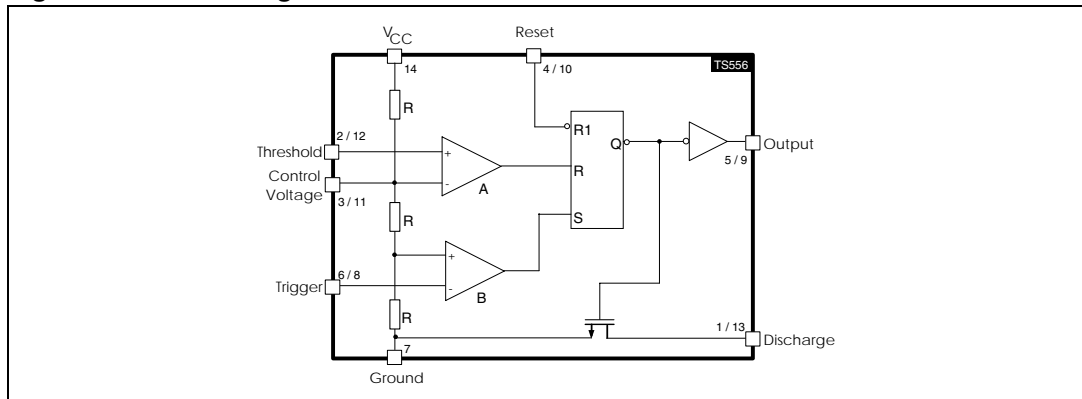 VCC
Reset
14
4 / 10
TS556
R
2 / 12
R1
Threshold
+
Q
Output
5 / 9
Control
Voltage
-
A
R
3 / 11
R
S
+
6 / 8
Trigger
-
B
R
1 / 13
Discharge
7
Ground